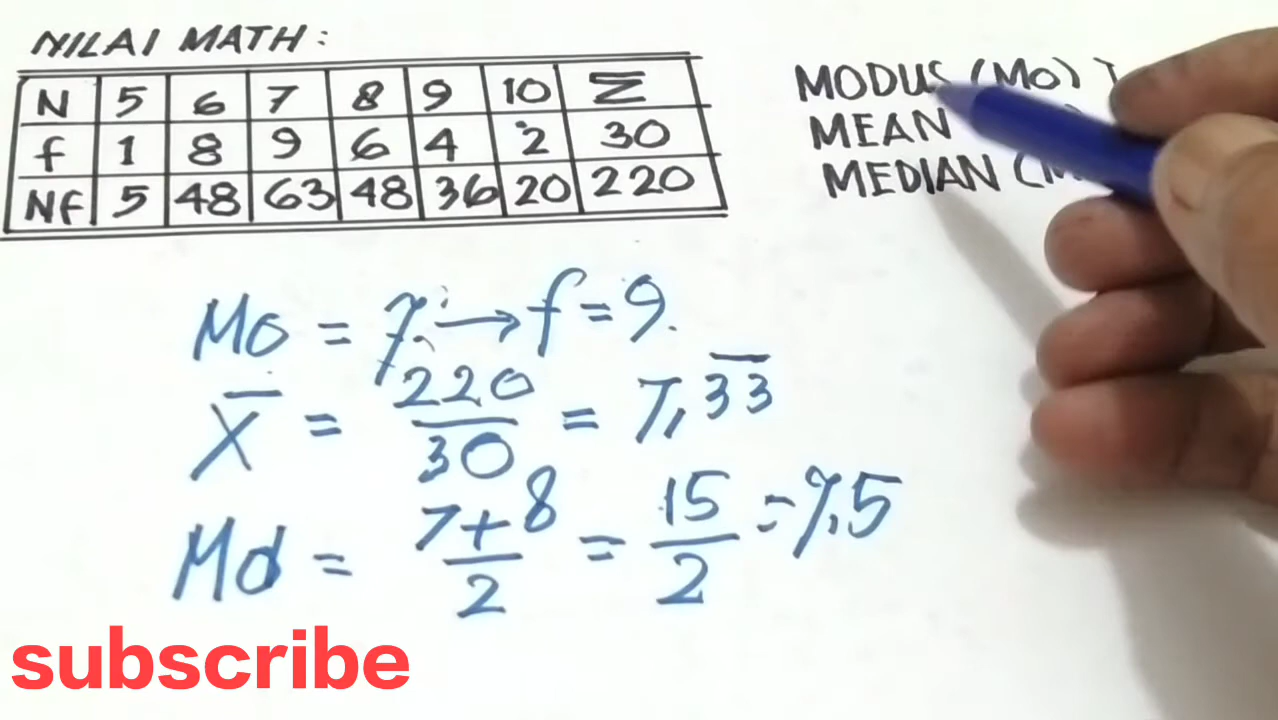 NILAI MATH:
N 5 6 7 8 9 10 Σ
f 1 8 9 6 4 2 30
Nf 5 48 63 48 36 20 220
MODUS (Mo)
MEAN
MEDIAN
Mo = 7 → f = 9.
X̄ = 220/30 = 7,3̅3̅
Md = 7+8/2 = 15/2 = 7,5
subscribe